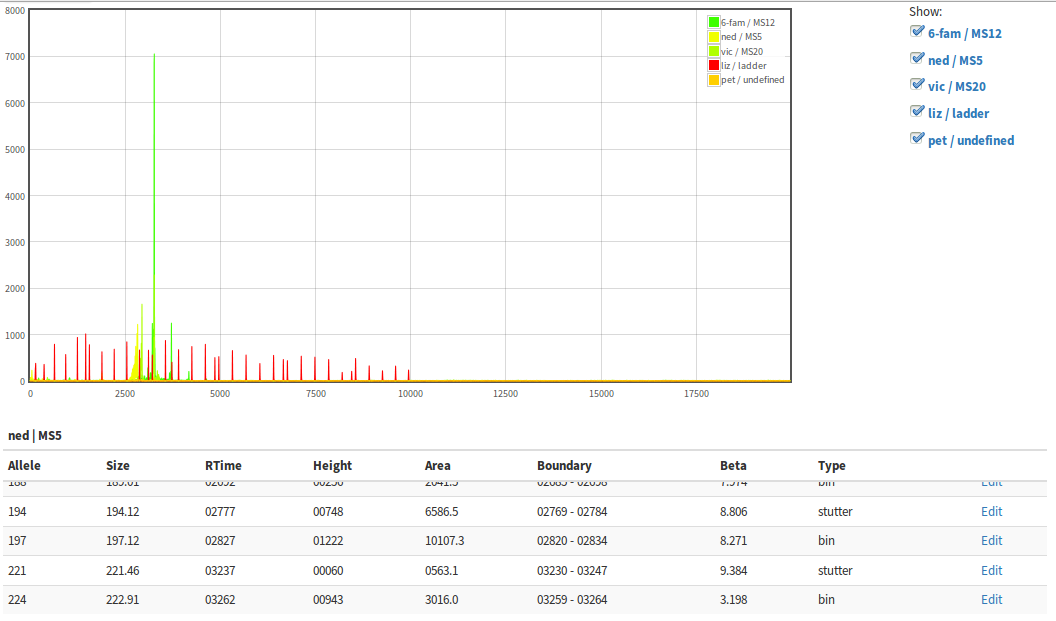 8000
7000
6000
5000
4000
3000
2000
1000
0
0 2500 5000 7500 10000 12500 15000 17500
6-fam / MS12
ned / MS5
vic / MS20
liz / ladder
pet / undefined
Show:
6-fam / MS12
ned / MS5
vic / MS20
liz / ladder
pet / undefined
ned | MS5
Allele Size RTime Height Area Boundary Beta Type
bin Edit
194 194.12 02777 00748 6586.5 02769 - 02784 8.806 stutter Edit
197 197.12 02827 01222 10107.3 02820 - 02834 8.271 bin Edit
221 221.46 03237 00060 0563.1 03230 - 03247 9.384 stutter Edit
224 222.91 03262 00943 3016.0 03259 - 03264 3.198 bin Edit